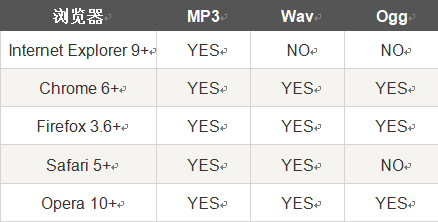 浏览器 MP3 Wav Ogg
Internet Explorer 9+ YES NO NO
Chrome 6+ YES YES YES
Firefox 3.6+ YES YES YES
Safari 5+ YES YES NO
Opera 10+ YES YES YES